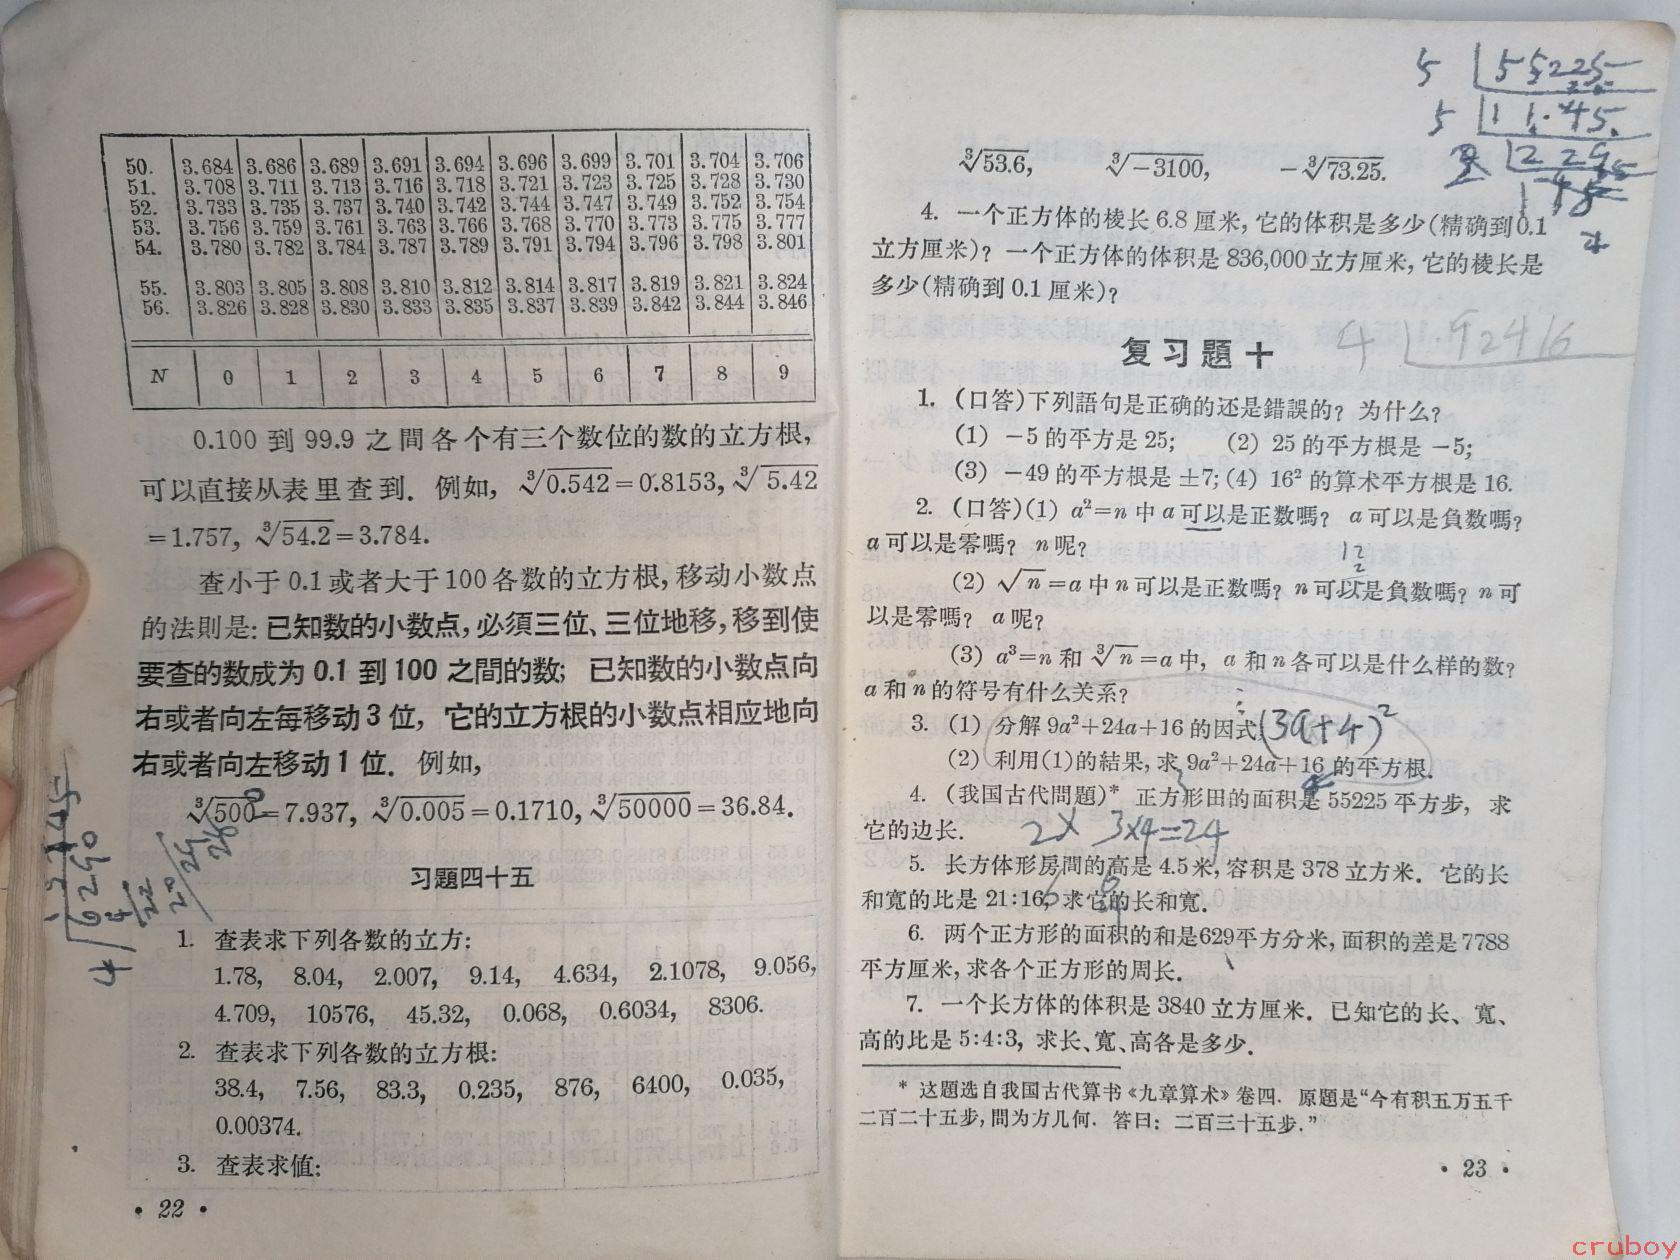 50. 3.684 3.686 3.689 3.691 3.694 3.696 3.699 3.701 3.704 3.706
51. 3.708 3.711 3.713 3.716 3.718 3.721 3.723 3.725 3.728 3.730
52. 3.733 3.735 3.737 3.740 3.742 3.744 3.747 3.749 3.752 3.754
53. 3.756 3.759 3.761 3.763 3.766 3.768 3.770 3.773 3.775 3.777
54. 3.780 3.782 3.784 3.787 3.789 3.791 3.794 3.796 3.798 3.801
55. 3.803 3.805 3.808 3.810 3.812 3.814 3.817 3.819 3.821 3.824
56. 3.826 3.828 3.830 3.833 3.835 3.837 3.839 3.842 3.844 3.846
N 0 1 2 3 4 5 6 7 8 9
0.100 到 99.9 之間各个有三个数位的数的立方根,
可以直接从表里查到. 例如, ∛0.542=0.8153, ∛5.42
=1.757, ∛54.2=3.784.
查小于 0.1 或者大于 100 各数的立方根, 移动小数点
的法則是: 已知数的小数点, 必須三位、三位地移, 移到使
要查的数成为 0.1 到 100 之間的数; 已知数的小数点向
右或者向左每移动 3 位, 它的立方根的小数点相应地向
右或者向左移动 1 位. 例如,
∛500=7.937, ∛0.005=0.1710, ∛50000=36.84.
习題四十五
1. 查表求下列各数的立方:
1.78, 8.04, 2.007, 9.14, 4.634, 2.1078, 9.056,
4.709, 10576, 45.32, 0.068, 0.6034, 8306.
2. 查表求下列各数的立方根:
38.4, 7.56, 83.3, 0.235, 876, 6400, 0.035,
0.00374.
3. 查表求值:
• 22 •
5 55225
5 11045
∛53.6, ∛−3100, −∛73.25.
4. 一个正方体的棱长 6.8 厘米, 它的体积是多少(精确到0.1
立方厘米)? 一个正方体的体积是 836,000 立方厘米, 它的棱长是
多少(精确到 0.1 厘米)?
复习題十
4 92416
1. (口答)下列語句是正确的还是錯誤的? 为什么?
(1) −5 的平方是 25; (2) 25 的平方根是 −5;
(3) −49 的平方根是 ±7; (4) 16² 的算术平方根是 16.
2. (口答)(1) a²=n 中 a 可以是正数嗎? a 可以是負数嗎?
a 可以是零嗎? n 呢?
(2) √n=a 中 n 可以是正数嗎? n 可以是負数嗎? n 可
以是零嗎? a 呢?
(3) a³=n 和 ∛n=a 中, a 和 n 各可以是什么样的数?
a 和 n 的符号有什么关系?
3. (1) 分解 9a²+24a+16 的因式; (3a+4)²
(2) 利用(1)的結果, 求 9a²+24a+16 的平方根.
4. (我国古代問題)* 正方形田的面积是 55225 平方步, 求
它的边长. 2× 3×4=24
5. 长方体形房間的高是 4.5 米, 容积是 378 立方米. 它的长
和寬的比是 21:16, 求它的长和寬.
6. 两个正方形的面积的和是629平方分米, 面积的差是7788
平方厘米, 求各个正方形的周长.
7. 一个长方体的体积是 3840 立方厘米. 已知它的长、寬、
高的比是 5:4:3, 求长、寬、高各是多少.
* 这題选自我国古代算书《九章算术》卷四. 原題是“今有积五万五千
二百二十五步, 問为方几何. 答曰: 二百三十五步.”
• 23 •
cruboy